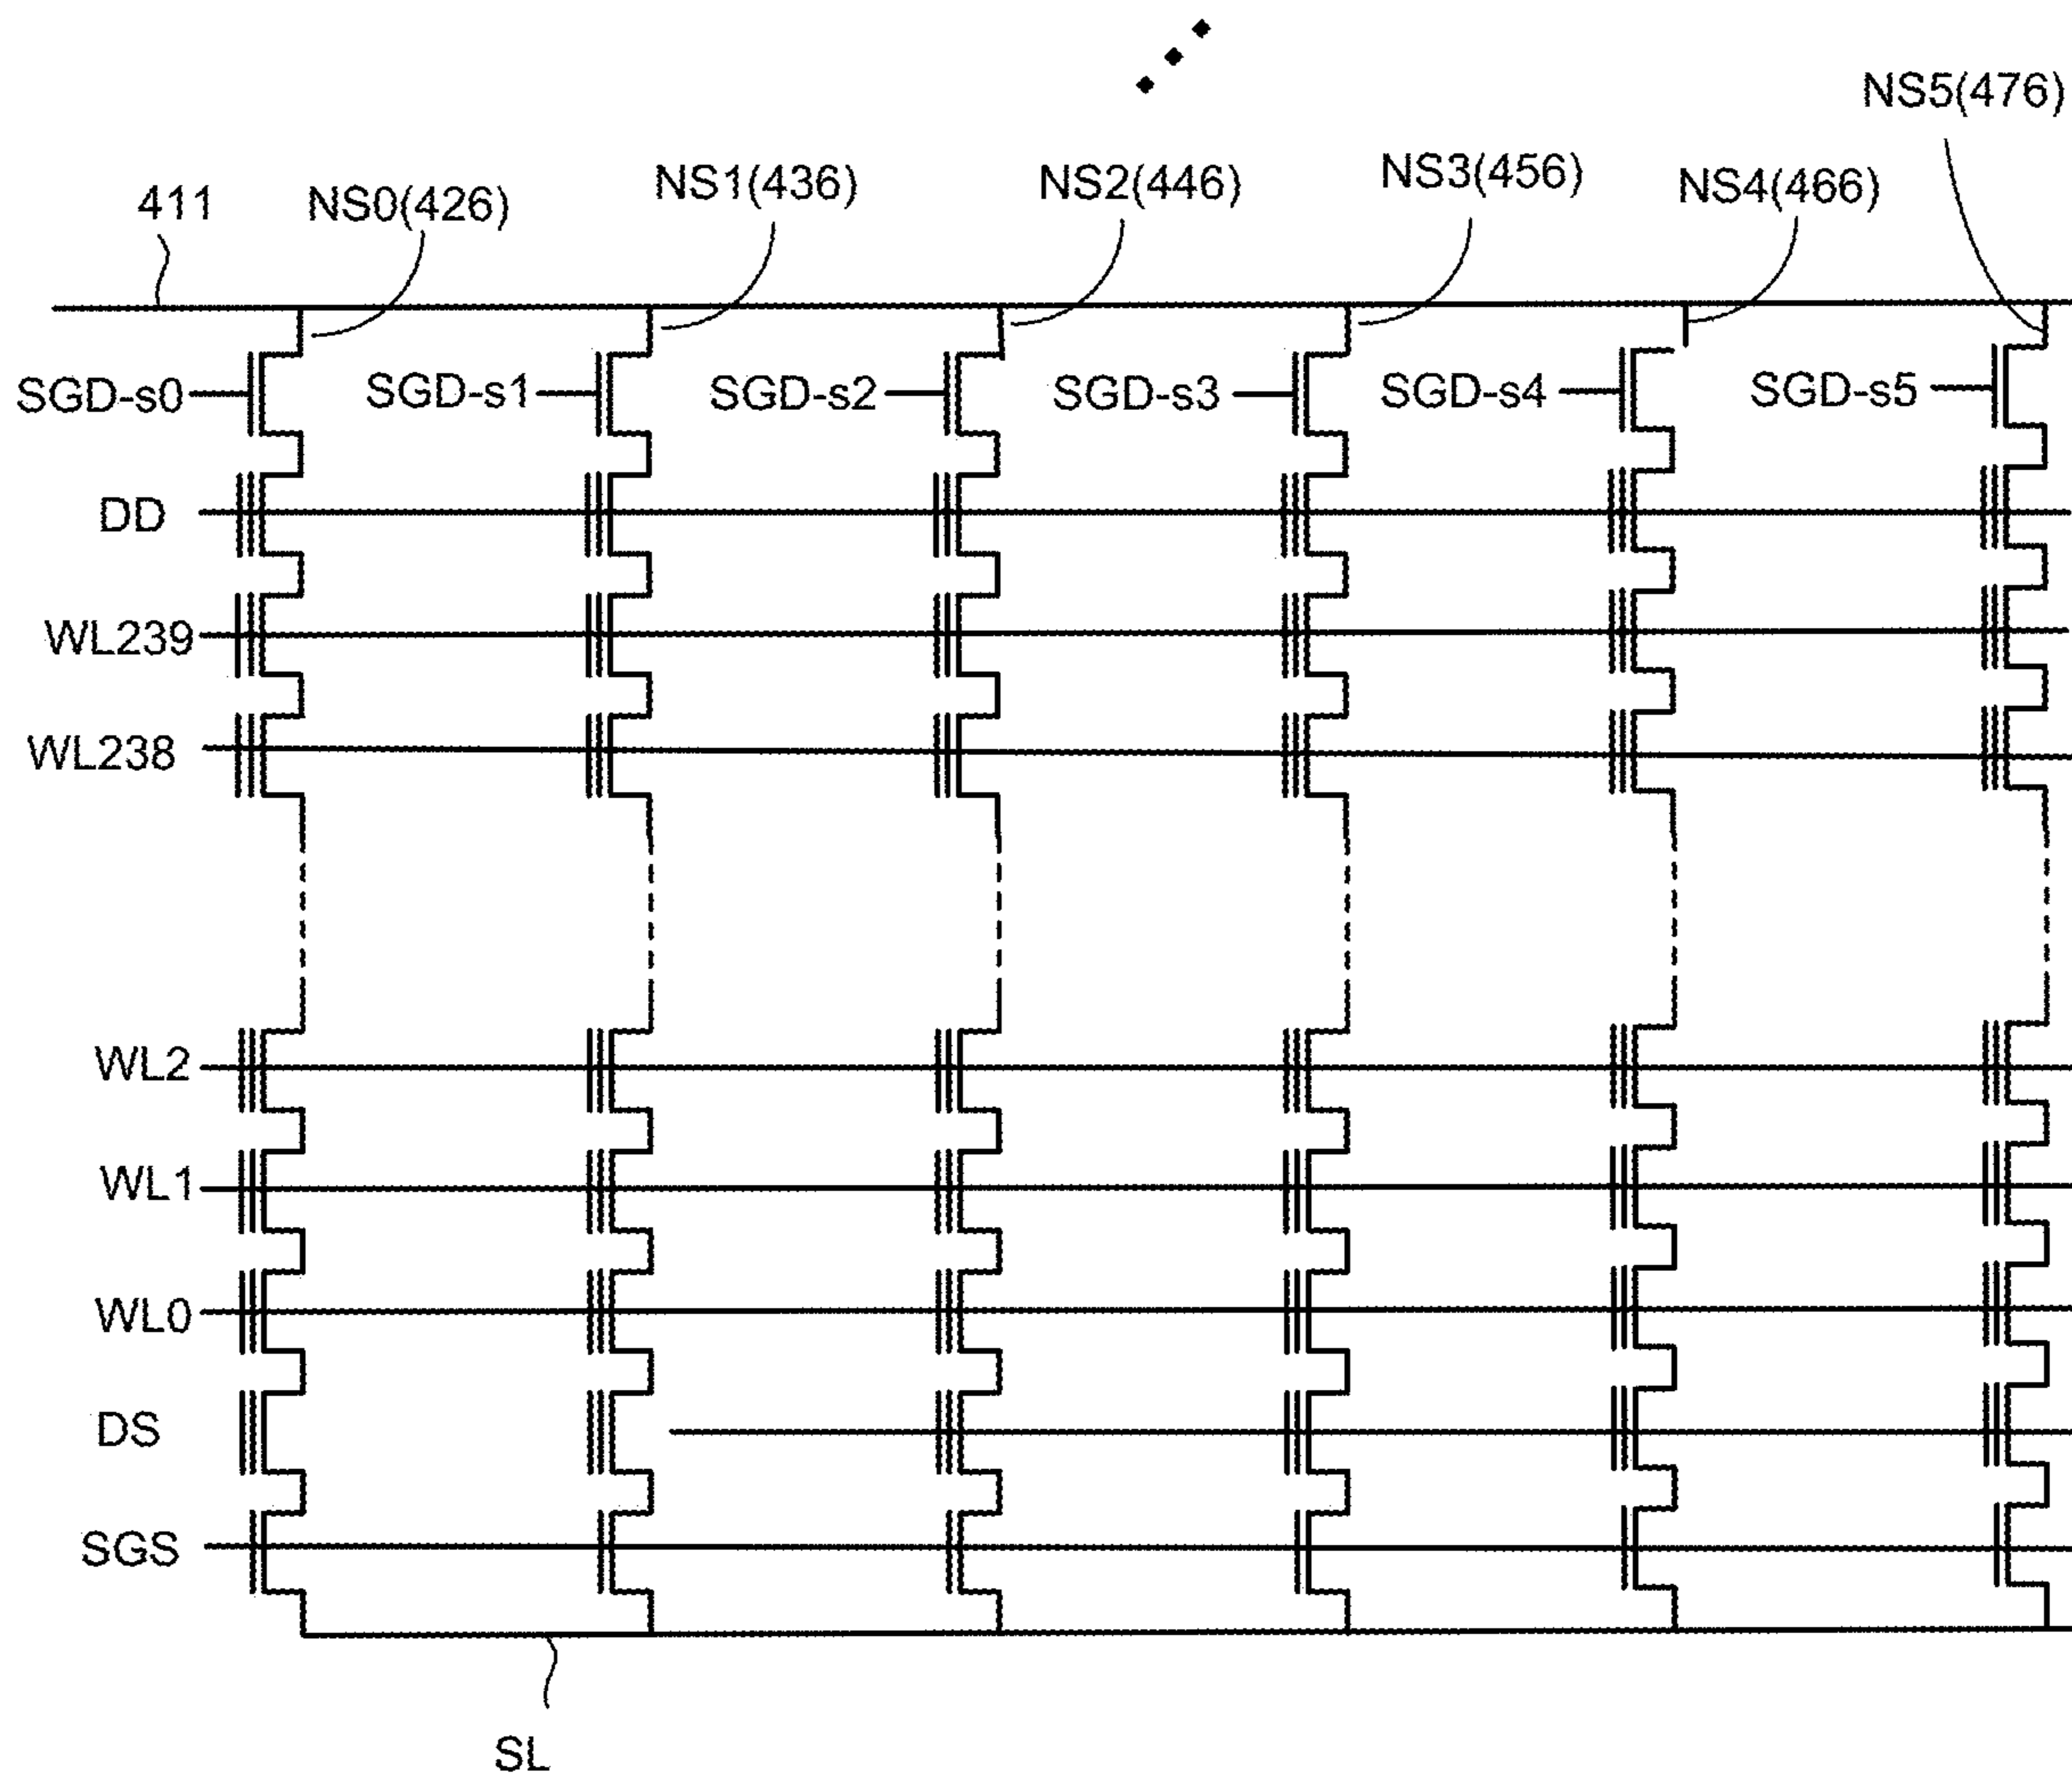 NS5(476)
NS3(456)
NS1(436)
NS2(446)
NS4(466)
411
NS0(426)
SGD-s0
SGD-s1
SGD-s2
SGD-s3
SGD-s4
SGD-s5
DD
WL239
WL238
WL2
WL1
WL0
DS
SGS
SL